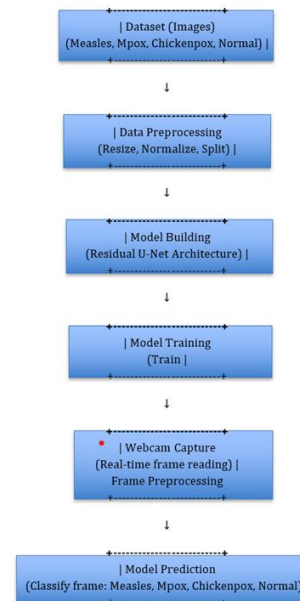 +-----------------------------+
| Dataset (Images)
(Measles, Mpox, Chickenpox, Normal) |
+-----------------------------+
↓
+-----------------------------+
| Data Preprocessing
(Resize, Normalize, Split) |
+-----------------------------+
↓
+-----------------------------+
| Model Building
(Residual U-Net Architecture) |
+-----------------------------+
↓
+-----------------------------+
| Model Training
(Train |
+-----------------------------+
↓
+-----------------------------+
| Webcam Capture
(Real-time frame reading) |
Frame Preprocessing
+-----------------------------+
↓
+-----------------------------+
| Model Prediction
(Classify frame: Measles, Mpox, Chickenpox, Normal)
+-----------------------------+